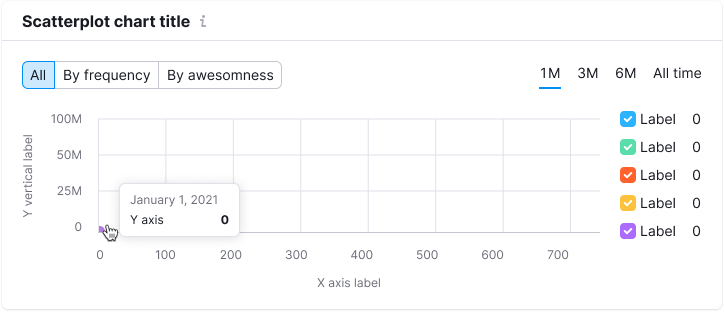 Scatterplot chart title i
All By frequency By awesomness
1M 3M 6M All time
Y vertical label
100M
50M
25M
0
January 1, 2021
Y axis 0
0 100 200 300 400 500 600 700
X axis label
Label 0
Label 0
Label 0
Label 0
Label 0